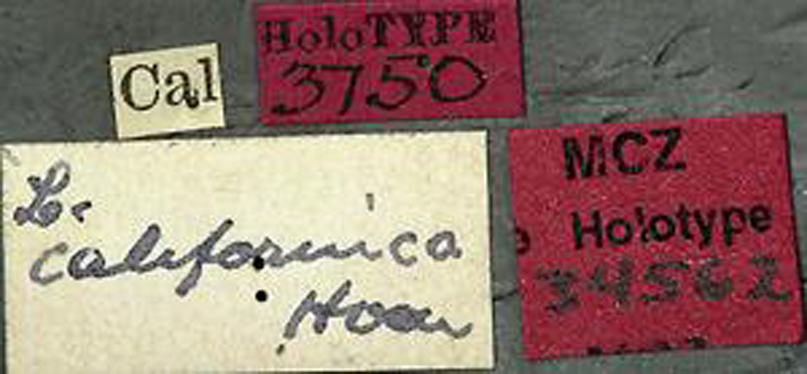 Cal
HoloTYPE
3750
L.
californica
Horn
MCZ
Holotype
34562